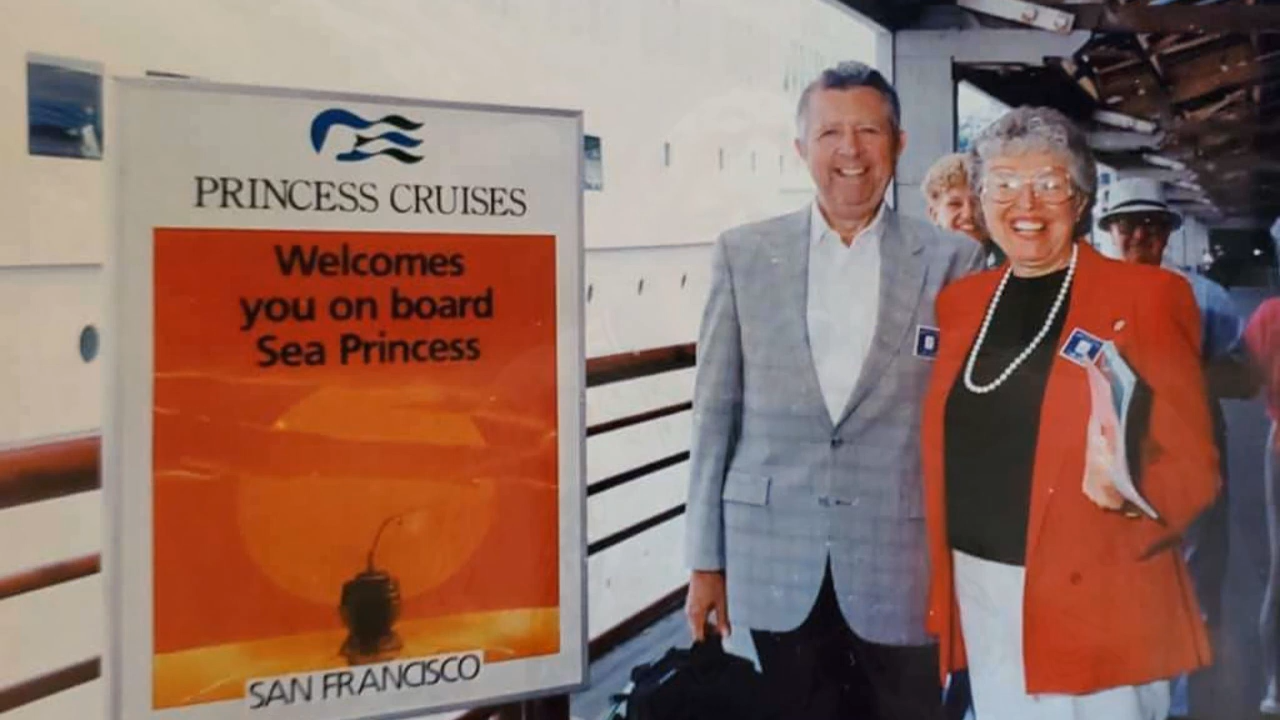 PRINCESS CRUISES
Welcomes
you on board
Sea Princess
SAN FRANCISCO